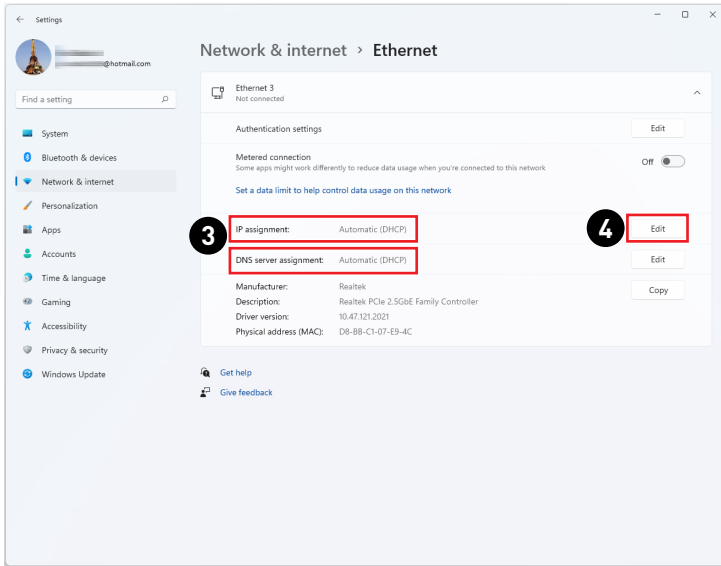 Settings
@hotmail.com
Find a setting
System
Bluetooth & devices
Network & internet
Personalization
Apps
Accounts
Time & language
Gaming
Accessibility
Privacy & security
Windows Update
Network & internet > Ethernet
Ethernet 3
Not connected
Authentication settings
Edit
Metered connection
Some apps might work differently to reduce data usage when you're connected to this network
Off
Set a data limit to help control data usage on this network
3
IP assignment: Automatic (DHCP)
4
Edit
DNS server assignment: Automatic (DHCP)
Edit
Manufacturer: Realtek
Copy
Description: Realtek PCIe 2.5GbE Family Controller
Driver version: 10.47.121.2021
Physical address (MAC): D8-BB-C1-07-E9-4C
Get help
Give feedback